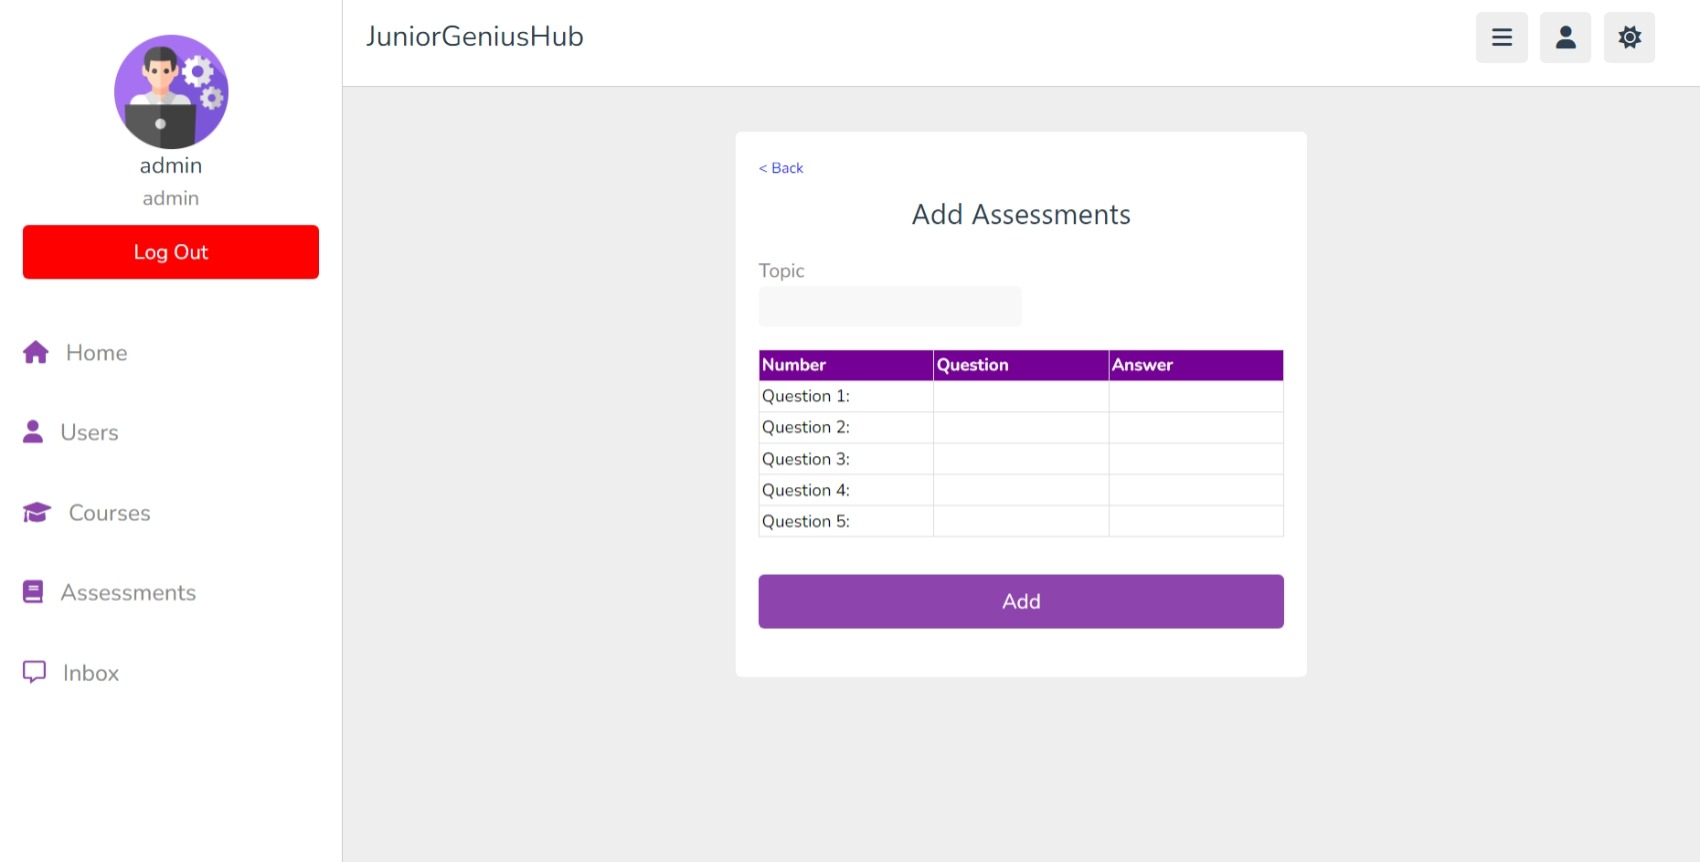 JuniorGeniusHub
admin
admin
Log Out
Home
Users
Courses
Assessments
Inbox
< Back
Add Assessments
Topic
Number Question Answer
Question 1:
Question 2:
Question 3:
Question 4:
Question 5:
Add